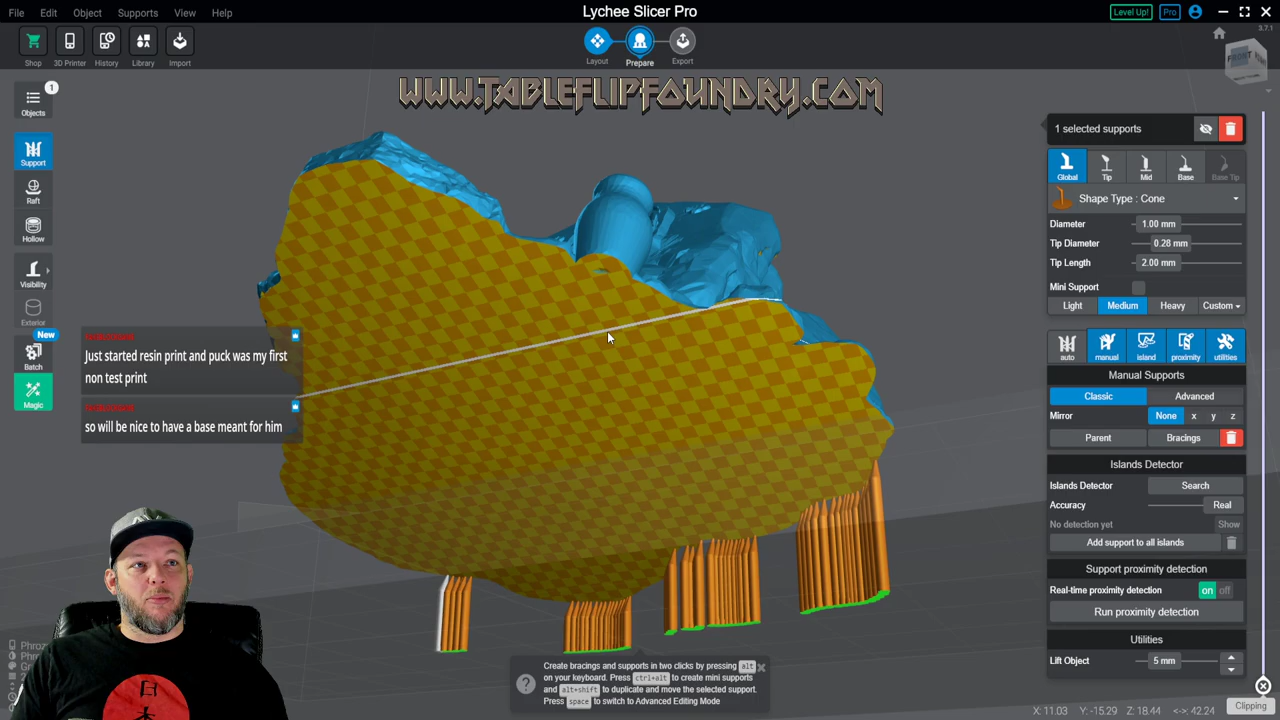 File Edit Object Supports View Help
Lychee Slicer Pro
Level Up! Pro
3.7.1
Shop 3D Printer History Library Import
Layout Prepare Export
WWW.TABLEFLIPFOUNDRY.COM
FRONT
1
Objects
Support
Raft
Hollow
Visibility
Exterior
New
Batch
Magic
Just started resin print and puck was my first
non test print
so will be nice to have a base meant for him
1 selected supports
Global Tip Mid Base Base Tip
Shape Type : Cone
Diameter 1.00 mm
Tip Diameter 0.28 mm
Tip Length 2.00 mm
Mini Support
Light Medium Heavy Custom
auto manual island proximity utilities
Manual Supports
Classic Advanced
Mirror None x y z
Parent Bracings
Islands Detector
Islands Detector Search
Accuracy Real
No detection yet Show
Add support to all islands
Support proximity detection
Real-time proximity detection on off
Run proximity detection
Utilities
Lift Object 5 mm
Create bracings and supports in two clicks by pressing alt
on your keyboard. Press ctrl+alt to create mini supports
and alt+shift to duplicate and move the selected support.
Press space to switch to Advanced Editing Mode
Clipping
X: 11.03 Y: -15.29 Z: 18.44 <-> 42.24